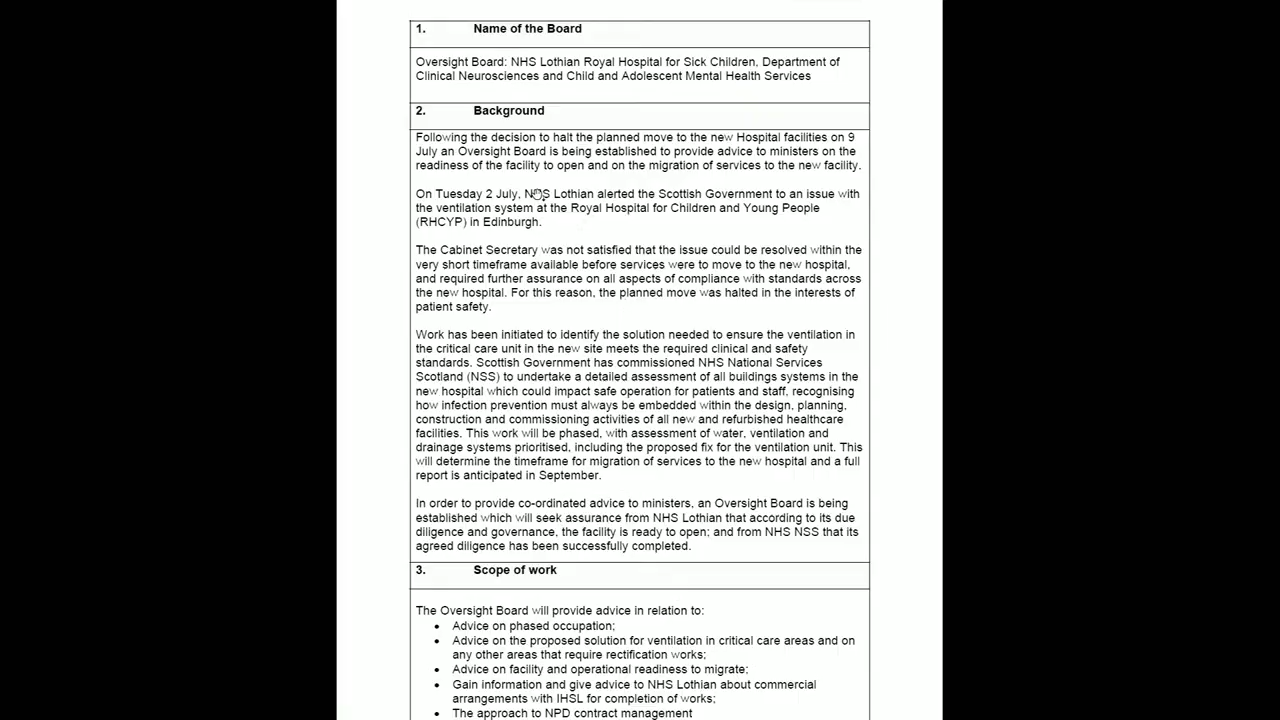 1. Name of the Board
Oversight Board: NHS Lothian Royal Hospital for Sick Children, Department of
Clinical Neurosciences and Child and Adolescent Mental Health Services
2. Background
Following the decision to halt the planned move to the new Hospital facilities on 9
July an Oversight Board is being established to provide advice to ministers on the
readiness of the facility to open and on the migration of services to the new facility.
On Tuesday 2 July, NHS Lothian alerted the Scottish Government to an issue with
the ventilation system at the Royal Hospital for Children and Young People
(RHCYP) in Edinburgh.
The Cabinet Secretary was not satisfied that the issue could be resolved within the
very short timeframe available before services were to move to the new hospital,
and required further assurance on all aspects of compliance with standards across
the new hospital. For this reason, the planned move was halted in the interests of
patient safety.
Work has been initiated to identify the solution needed to ensure the ventilation in
the critical care unit in the new site meets the required clinical and safety
standards. Scottish Government has commissioned NHS National Services
Scotland (NSS) to undertake a detailed assessment of all buildings systems in the
new hospital which could impact safe operation for patients and staff, recognising
how infection prevention must always be embedded within the design, planning,
construction and commissioning activities of all new and refurbished healthcare
facilities. This work will be phased, with assessment of water, ventilation and
drainage systems prioritised, including the proposed fix for the ventilation unit. This
will determine the timeframe for migration of services to the new hospital and a full
report is anticipated in September.
In order to provide co-ordinated advice to ministers, an Oversight Board is being
established which will seek assurance from NHS Lothian that according to its due
diligence and governance, the facility is ready to open; and from NHS NSS that its
agreed diligence has been successfully completed.
3. Scope of work
The Oversight Board will provide advice in relation to:
• Advice on phased occupation;
• Advice on the proposed solution for ventilation in critical care areas and on
any other areas that require rectification works;
• Advice on facility and operational readiness to migrate;
• Gain information and give advice to NHS Lothian about commercial
arrangements with IHSL for completion of works;
• The approach to NPD contract management